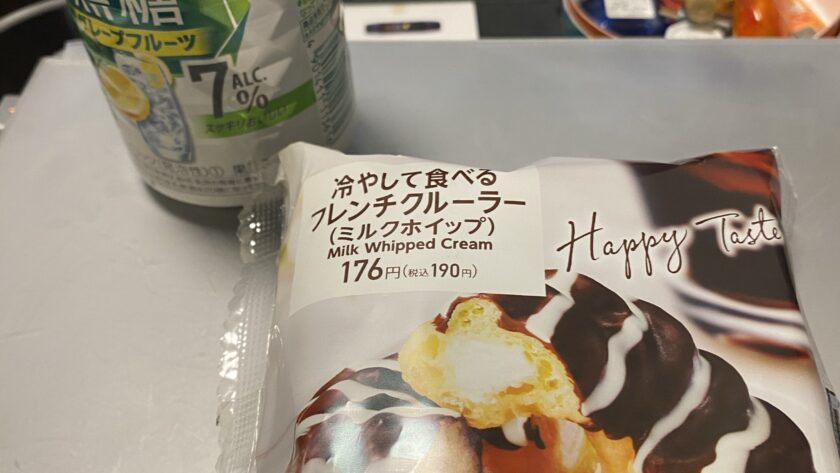 糖
グレープフルーツ
7 ALC.
%
冷やして食べる
フレンチクルーラー
(ミルクホイップ)
Milk Whipped Cream
176円(税込190円)
Happy Taste